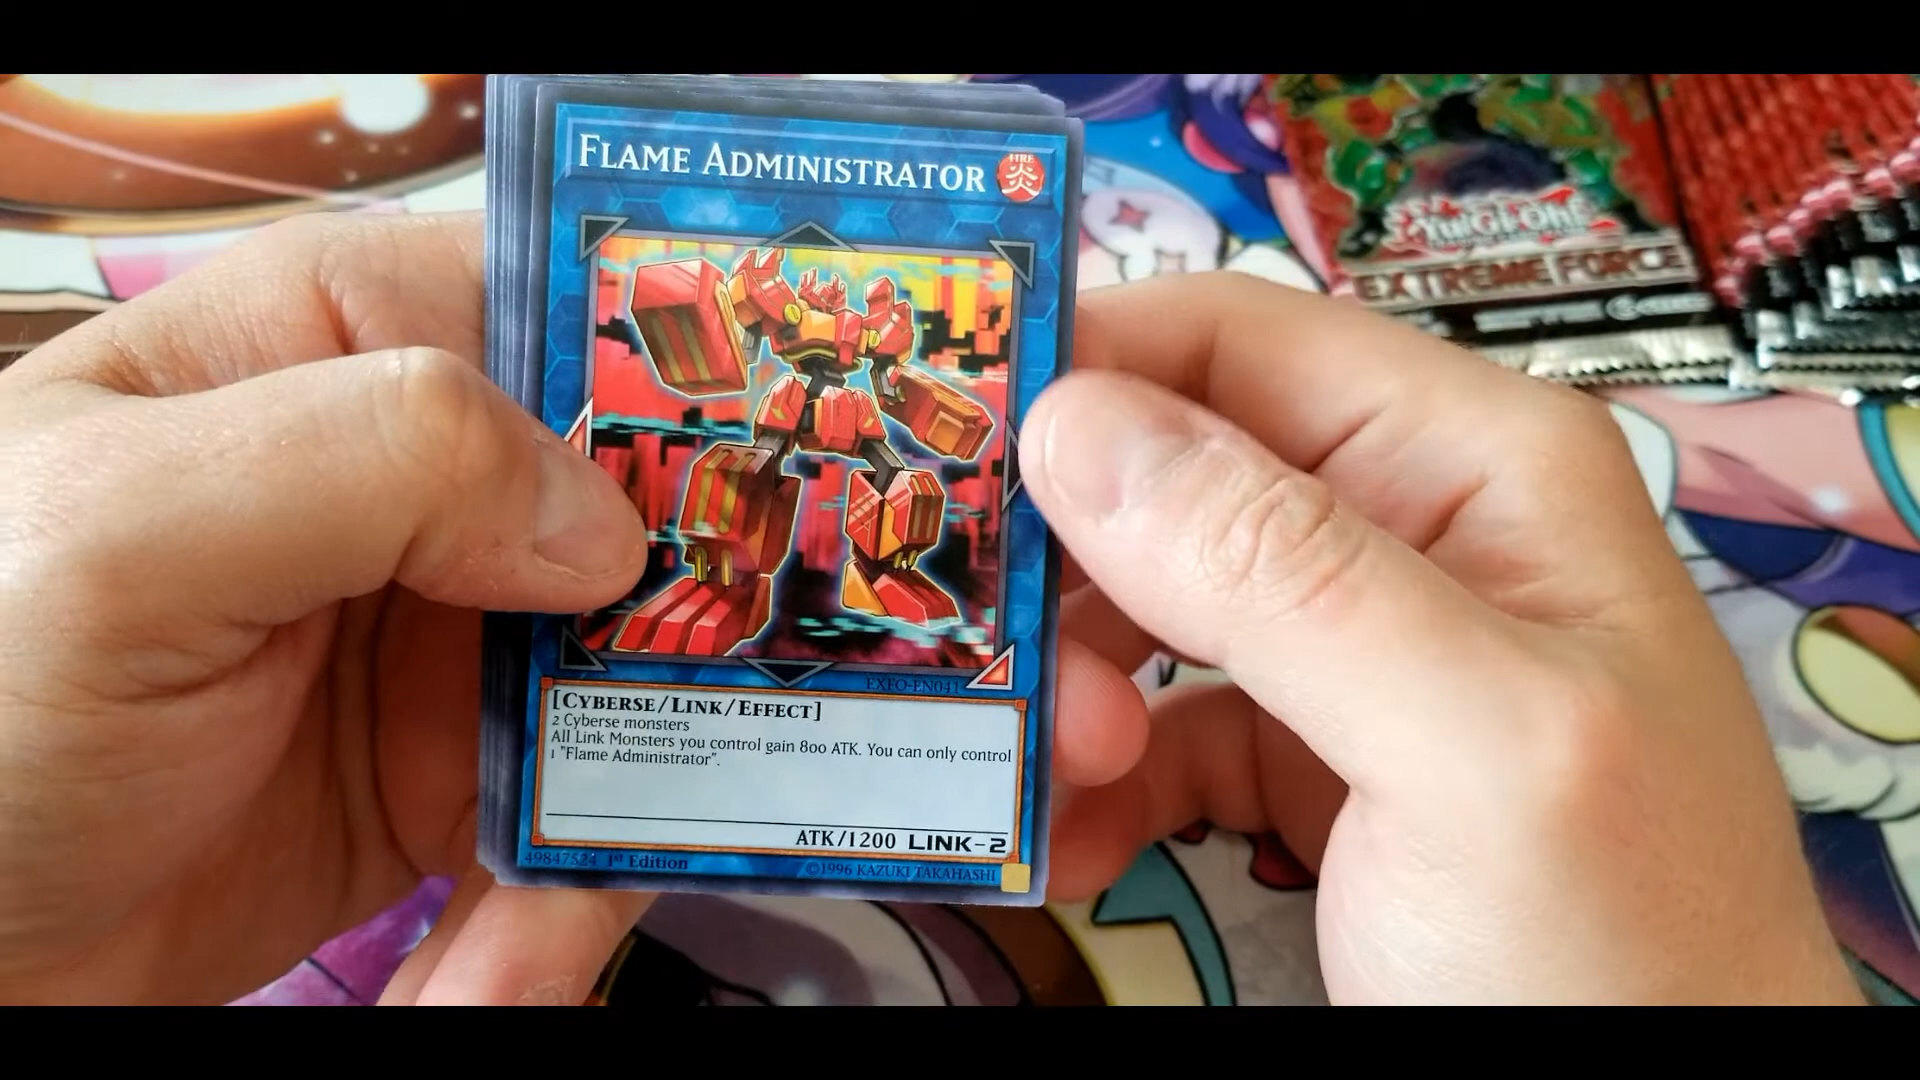 FLAME ADMINISTRATOR
FIRE
炎
EXFO-EN041
[CYBERSE/LINK/EFFECT]
2 Cyberse monsters
All Link Monsters you control gain 800 ATK. You can only control
1 "Flame Administrator".
ATK/1200 LINK-2
49847524 1st Edition
©1996 KAZUKI TAKAHASHI
Yu-Gi-Oh!
EXTREME FORCE